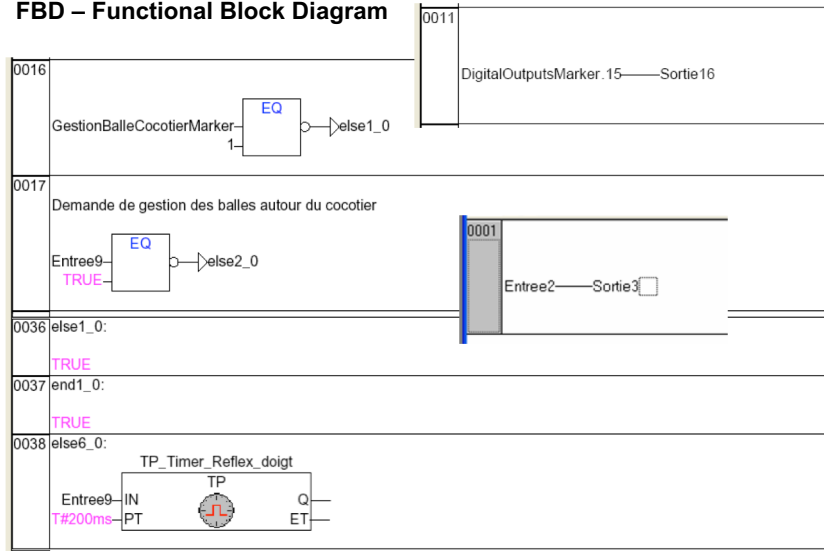 FBD – Functional Block Diagram
0011
DigitalOutputsMarker.15 Sortie16
0016
EQ
GestionBalleCocotierMarker else1_0
1
0017
Demande de gestion des balles autour du cocotier
EQ
Entree9 else2_0
TRUE
0001
Entree2 Sortie3
0036 else1_0:
TRUE
0037 end1_0:
TRUE
0038 else6_0:
TP_Timer_Reflex_doigt
TP
Entree9 IN Q
T#200ms PT ET